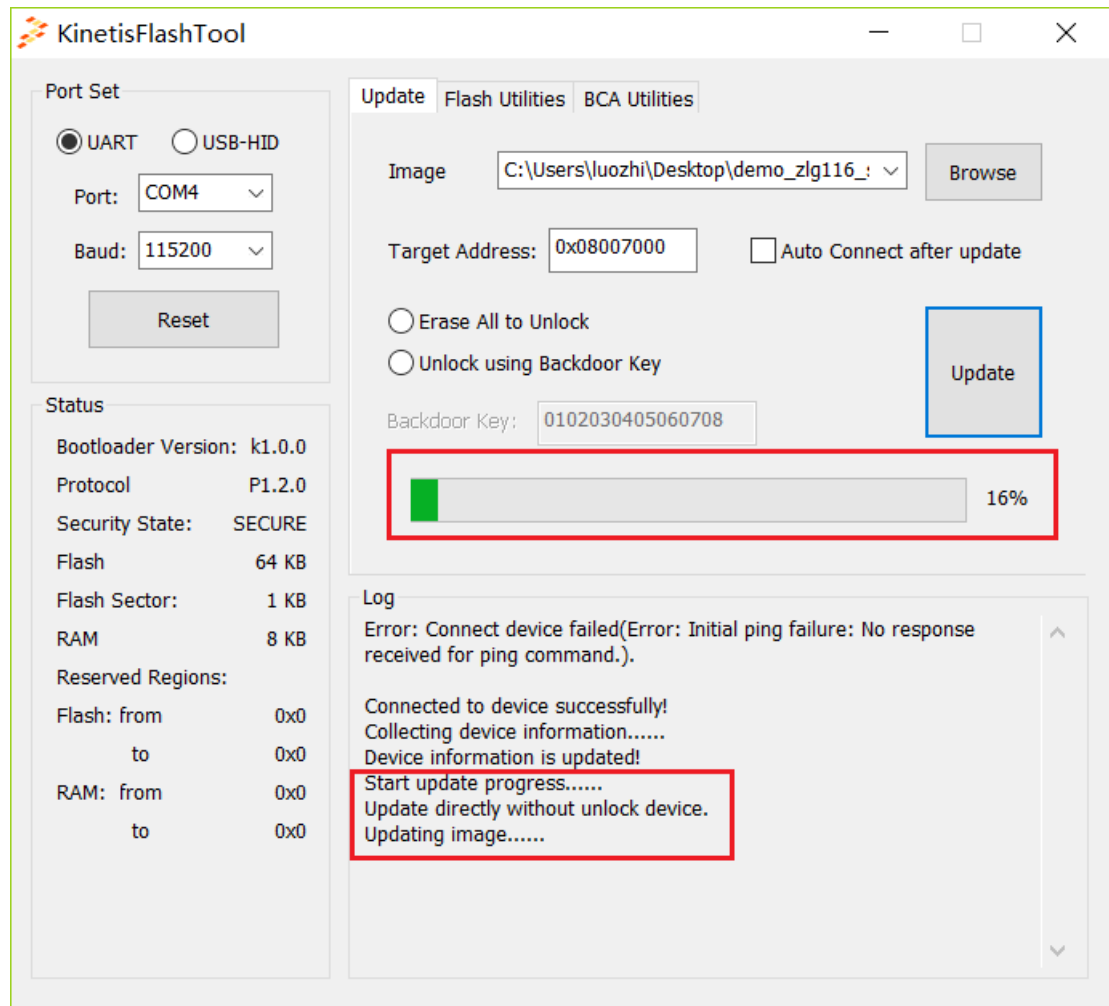 KinetisFlashTool
Port Set
UART USB-HID
Port: COM4
Baud: 115200
Reset
Status
Bootloader Version: k1.0.0
Protocol P1.2.0
Security State: SECURE
Flash 64 KB
Flash Sector: 1 KB
RAM 8 KB
Reserved Regions:
Flash: from 0x0
to 0x0
RAM: from 0x0
to 0x0
Update Flash Utilities BCA Utilities
Image C:\Users\luozhi\Desktop\demo_zlg116_ Browse
Target Address: 0x08007000 Auto Connect after update
Erase All to Unlock
Unlock using Backdoor Key
Update
Backdoor Key: 0102030405060708
16%
Log
Error: Connect device failed(Error: Initial ping failure: No response
received for ping command.).
Connected to device successfully!
Collecting device information......
Device information is updated!
Start update progress......
Update directly without unlock device.
Updating image......